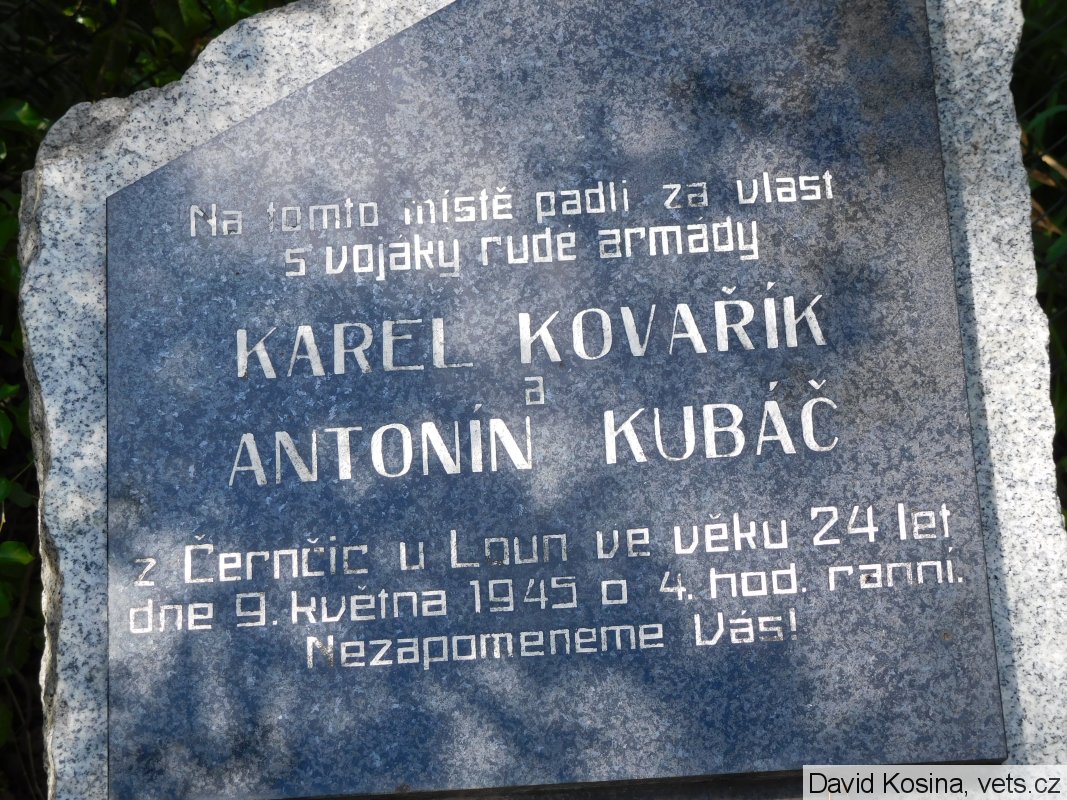 Na tomto místě padli za vlast
s vojáky rudé armády
KAREL KOVAŘÍK
a
ANTONÍN KUBÁČ
z Černčic u Loun ve věku 24 let
dne 9. května 1945 o 4. hod. ranní.
Nezapomeneme Vás!
David Kosina, vets.cz